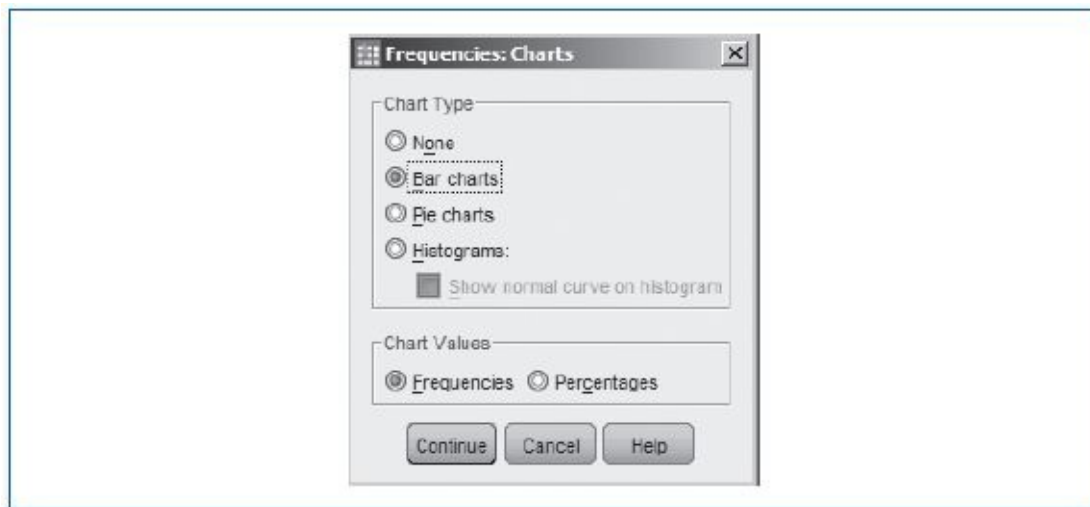 Frequencies: Charts
Chart Type
None
Bar charts
Pie charts
Histograms:
Show normal curve on histogram
Chart Values
Frequencies Percentages
Continue Cancel Help